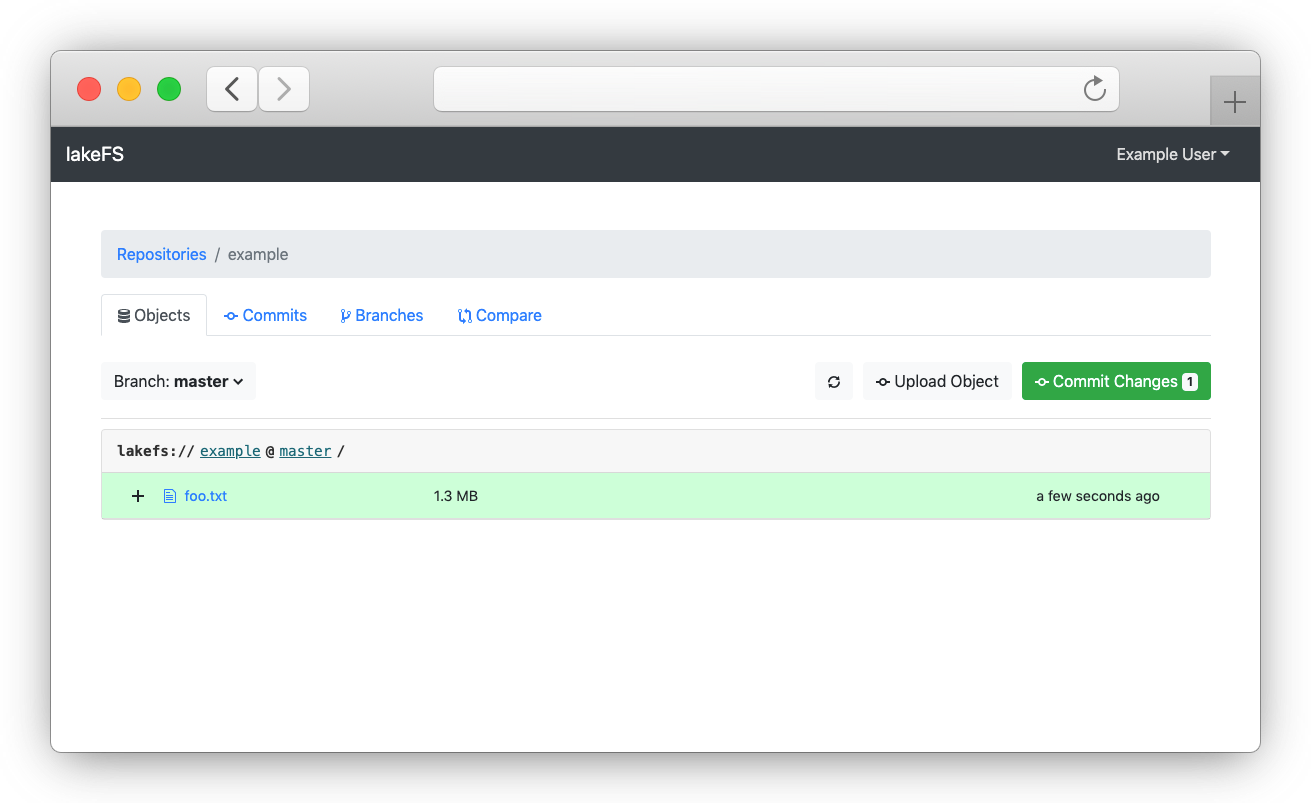 lakeFS Example User
Repositories / example
Objects Commits Branches Compare
Branch: master Upload Object Commit Changes 1
lakefs:// example @ master /
+ foo.txt 1.3 MB a few seconds ago